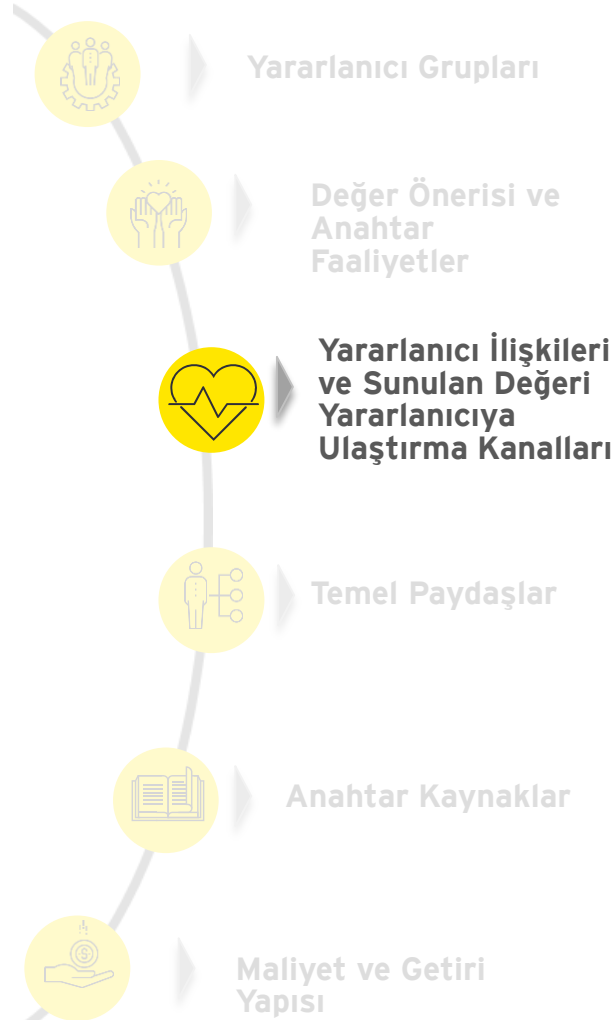 Yararlanıcı Grupları
Değer Önerisi ve
Anahtar
Faaliyetler
Yararlanıcı İlişkileri
ve Sunulan Değeri
Yararlanıcıya
Ulaştırma Kanalları
Temel Paydaşlar
Anahtar Kaynaklar
Maliyet ve Getiri
Yapısı